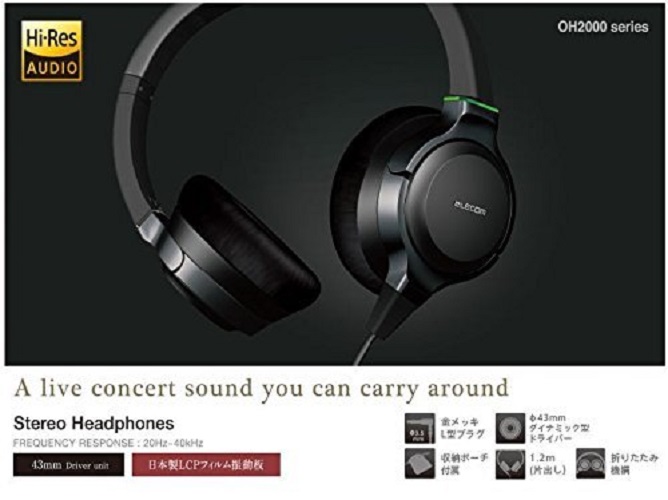 Hi-Res
AUDIO
OH2000 series
ELECOM
A live concert sound you can carry around
Stereo Headphones
FREQUENCY RESPONSE : 20Hz-40kHz
43mm Driver unit
日本製LCPフィルム振動板
Φ3.5
mm
金メッキ
L型プラグ
φ43mm
ダイナミック型
ドライバー
収納ポーチ
付属
1.2m
(片出し)
折りたたみ
機構